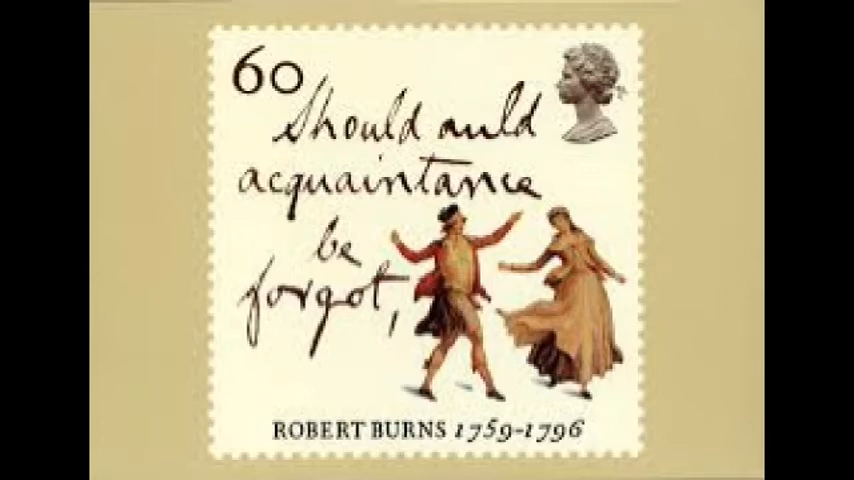 60
Should auld
acquaintance
be
forgot,
ROBERT BURNS 1759-1796